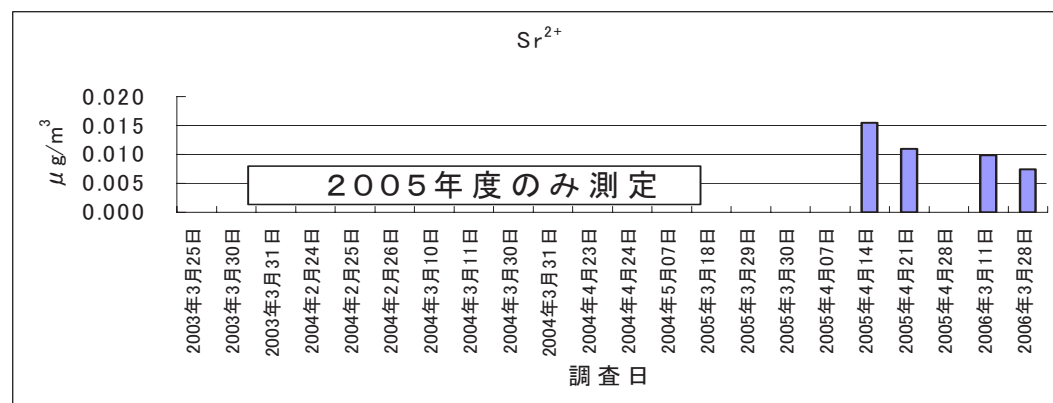 Sr²⁺
μg/m³
0.020
0.015
0.010
0.005
0.000
2005年度のみ測定
2003年3月25日
2003年3月30日
2003年3月31日
2004年2月24日
2004年2月25日
2004年2月26日
2004年3月10日
2004年3月11日
2004年3月30日
2004年3月31日
2004年4月23日
2004年4月24日
2004年5月07日
2005年3月18日
2005年3月29日
2005年3月30日
2005年4月07日
2005年4月14日
2005年4月21日
2005年4月28日
2006年3月11日
2006年3月28日
調査日